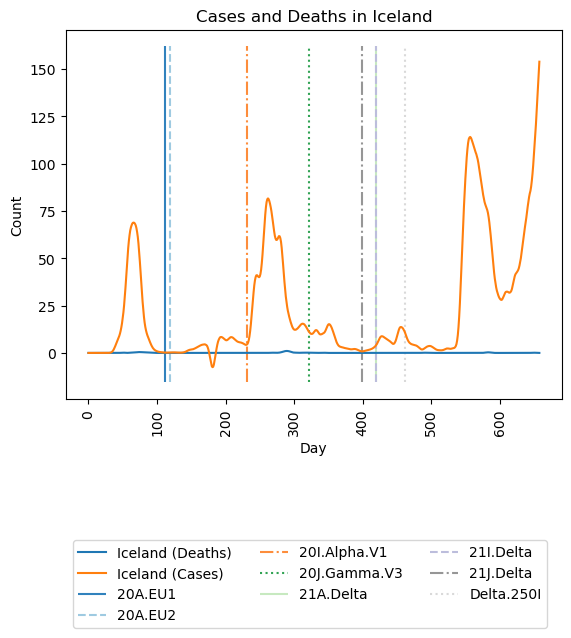 Cases and Deaths in Iceland
Count
150
125
100
75
50
25
0
0 100 200 300 400 500 600
Day
Iceland (Deaths) 20I.Alpha.V1 21I.Delta
Iceland (Cases) 20J.Gamma.V3 21J.Delta
20A.EU1 21A.Delta Delta.250I
20A.EU2